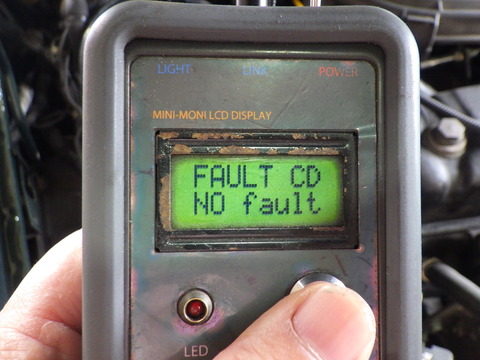 LIGHT LINK POWER
MINI-MONI LCD DISPLAY
FAULT CD
NO fault
LED